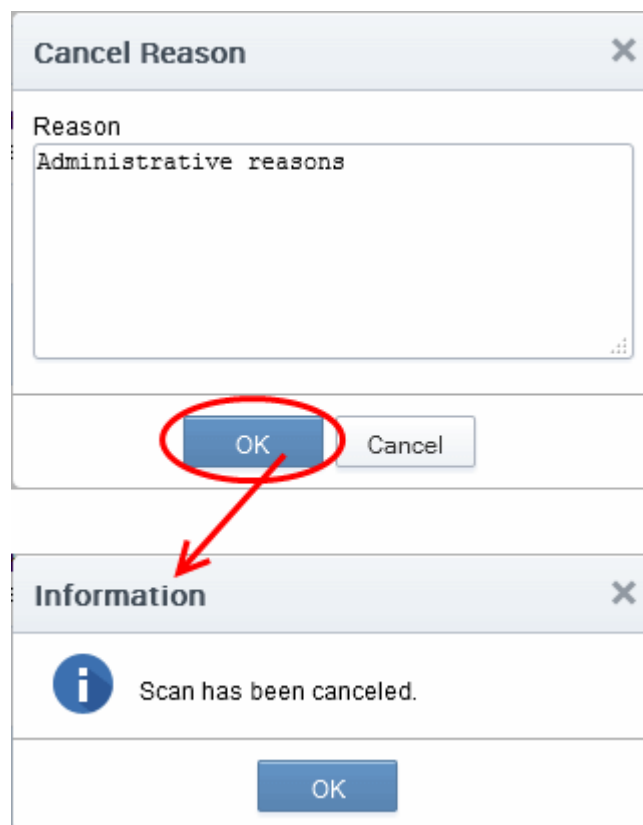 Cancel Reason
Reason
Administrative reasons
OK Cancel
Information
Scan has been canceled.
OK